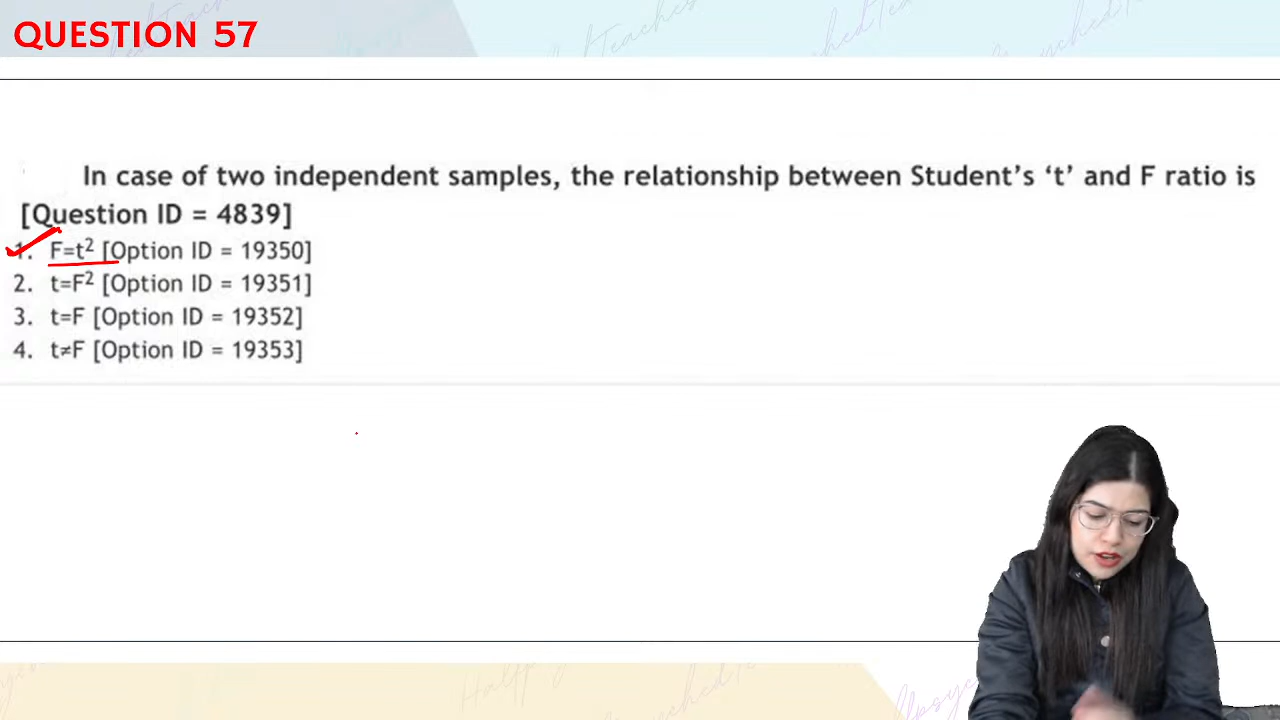 QUESTION 57
In case of two independent samples, the relationship between Student's ‘t’ and F ratio is
[Question ID = 4839]
1. F=t² [Option ID = 19350]
2. t=F² [Option ID = 19351]
3. t=F [Option ID = 19352]
4. t≠F [Option ID = 19353]